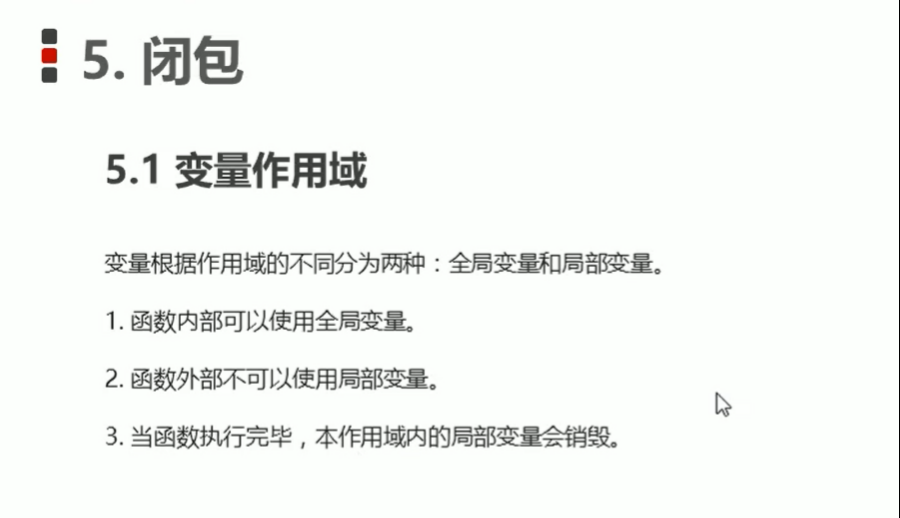 5. 闭包
5.1 变量作用域
变量根据作用域的不同分为两种：全局变量和局部变量。
1. 函数内部可以使用全局变量。
2. 函数外部不可以使用局部变量。
3. 当函数执行完毕，本作用域内的局部变量会销毁。